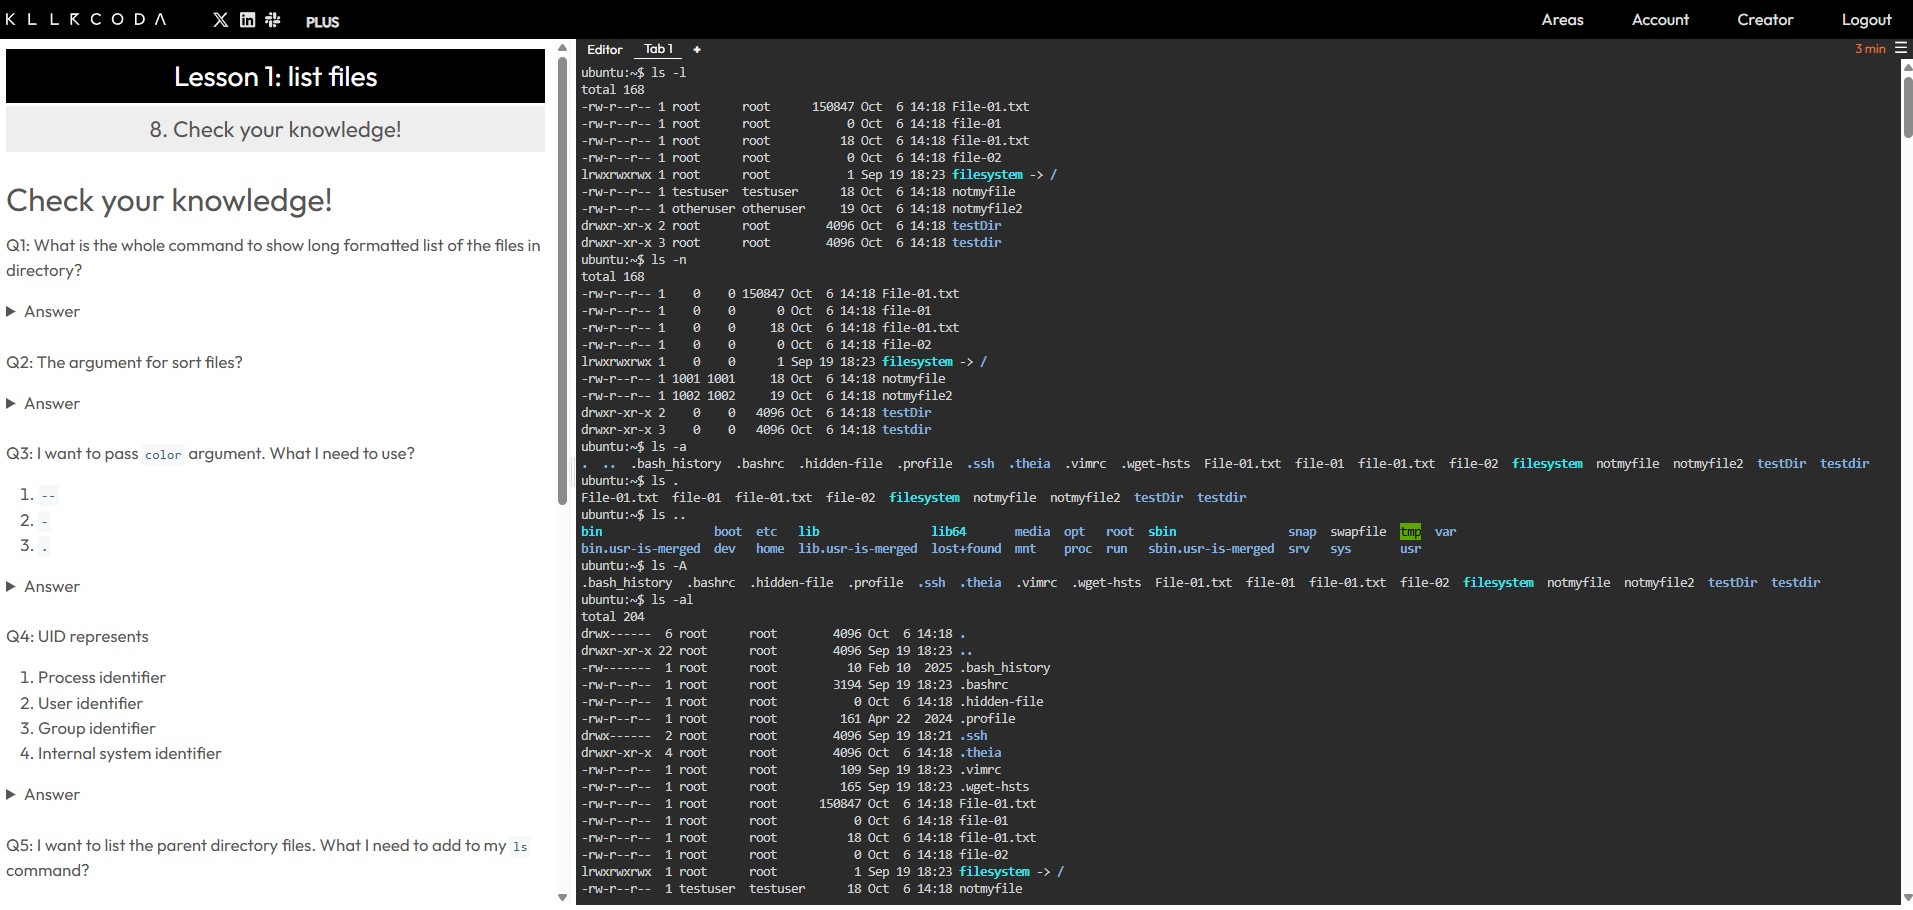 KLLRCODA PLUS Areas Account Creator Logout
Lesson 1: list files
8. Check your knowledge!
Check your knowledge!
Q1: What is the whole command to show long formatted list of the files in
directory?
Answer
Q2: The argument for sort files?
Answer
Q3: I want to pass color argument. What I need to use?
1. --
2. -
3. .
Answer
Q4: UID represents
1. Process identifier
2. User identifier
3. Group identifier
4. Internal system identifier
Answer
Q5: I want to list the parent directory files. What I need to add to my ls
command?
Editor Tab 1 + 3 min
ubuntu:~$ ls -l
total 168
-rw-r--r-- 1 root      root      150847 Oct  6 14:18 File-01.txt
-rw-r--r-- 1 root      root           0 Oct  6 14:18 file-01
-rw-r--r-- 1 root      root          18 Oct  6 14:18 file-01.txt
-rw-r--r-- 1 root      root           0 Oct  6 14:18 file-02
lrwxrwxrwx 1 root      root           1 Sep 19 18:23 filesystem -> /
-rw-r--r-- 1 testuser  testuser      18 Oct  6 14:18 notmyfile
-rw-r--r-- 1 otheruser otheruser     19 Oct  6 14:18 notmyfile2
drwxr-xr-x 2 root      root        4096 Oct  6 14:18 testDir
drwxr-xr-x 3 root      root        4096 Oct  6 14:18 testdir
ubuntu:~$ ls -n
total 168
-rw-r--r-- 1    0    0 150847 Oct  6 14:18 File-01.txt
-rw-r--r-- 1    0    0      0 Oct  6 14:18 file-01
-rw-r--r-- 1    0    0     18 Oct  6 14:18 file-01.txt
-rw-r--r-- 1    0    0      0 Oct  6 14:18 file-02
lrwxrwxrwx 1    0    0      1 Sep 19 18:23 filesystem -> /
-rw-r--r-- 1 1001 1001     18 Oct  6 14:18 notmyfile
-rw-r--r-- 1 1002 1002     19 Oct  6 14:18 notmyfile2
drwxr-xr-x 2    0    0   4096 Oct  6 14:18 testDir
drwxr-xr-x 3    0    0   4096 Oct  6 14:18 testdir
ubuntu:~$ ls -a
.  ..  .bash_history  .bashrc  .hidden-file  .profile  .ssh  .theia  .vimrc  .wget-hsts  File-01.txt  file-01  file-01.txt  file-02  filesystem  notmyfile  notmyfile2  testDir  testdir
ubuntu:~$ ls .
File-01.txt  file-01  file-01.txt  file-02  filesystem  notmyfile  notmyfile2  testDir  testdir
ubuntu:~$ ls ..
bin                boot  etc   lib                lib64       media  opt   root  sbin                snap  swapfile  tmp  var
bin.usr-is-merged  dev   home  lib.usr-is-merged  lost+found  mnt    proc  run   sbin.usr-is-merged  srv   sys       usr
ubuntu:~$ ls -A
.bash_history  .bashrc  .hidden-file  .profile  .ssh  .theia  .vimrc  .wget-hsts  File-01.txt  file-01  file-01.txt  file-02  filesystem  notmyfile  notmyfile2  testDir  testdir
ubuntu:~$ ls -al
total 204
drwx------  6 root      root        4096 Oct  6 14:18 .
drwxr-xr-x 22 root      root        4096 Sep 19 18:23 ..
-rw-------  1 root      root          10 Feb 10  2025 .bash_history
-rw-r--r--  1 root      root        3194 Sep 19 18:23 .bashrc
-rw-r--r--  1 root      root           0 Oct  6 14:18 .hidden-file
-rw-r--r--  1 root      root         161 Apr 22  2024 .profile
drwx------  2 root      root        4096 Sep 19 18:21 .ssh
drwxr-xr-x  4 root      root        4096 Oct  6 14:18 .theia
-rw-r--r--  1 root      root         109 Sep 19 18:23 .vimrc
-rw-r--r--  1 root      root         165 Sep 19 18:23 .wget-hsts
-rw-r--r--  1 root      root      150847 Oct  6 14:18 File-01.txt
-rw-r--r--  1 root      root           0 Oct  6 14:18 file-01
-rw-r--r--  1 root      root          18 Oct  6 14:18 file-01.txt
-rw-r--r--  1 root      root           0 Oct  6 14:18 file-02
lrwxrwxrwx  1 root      root           1 Sep 19 18:23 filesystem -> /
-rw-r--r--  1 testuser  testuser      18 Oct  6 14:18 notmyfile